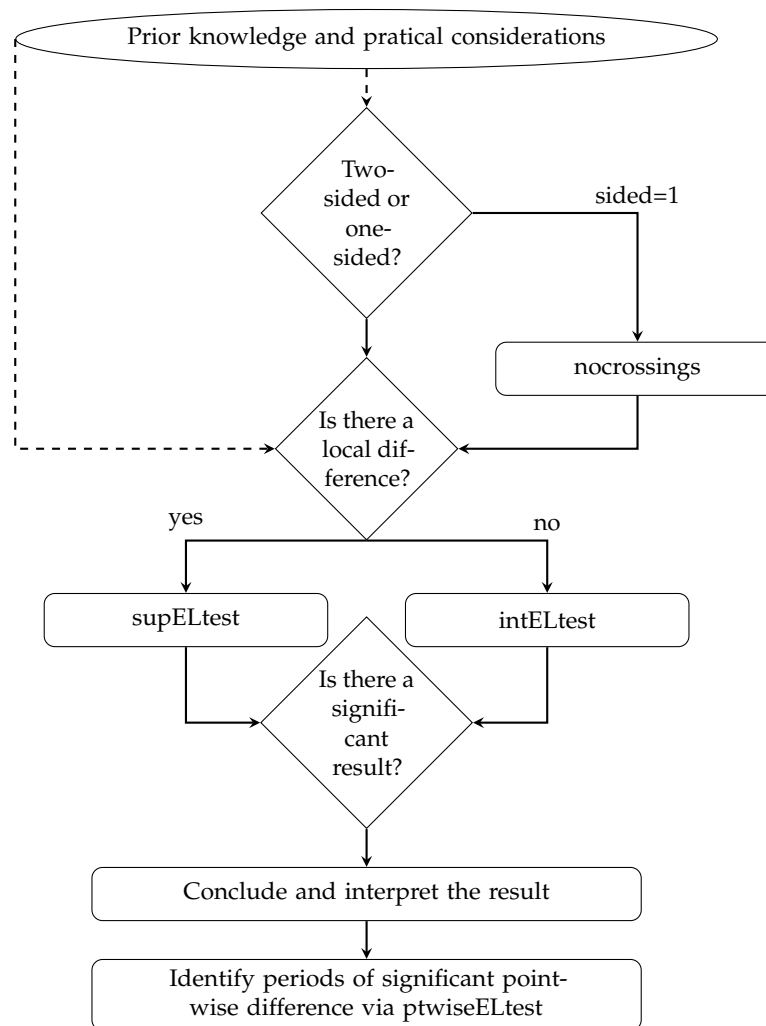 Prior knowledge and pratical considerations
Two-
sided or
one-
sided?
sided=1
nocrossings
Is there a
local dif-
ference?
yes
no
supELtest
intELtest
Is there a
signifi-
cant
result?
Conclude and interpret the result
Identify periods of significant point-
wise difference via ptwiseELtest